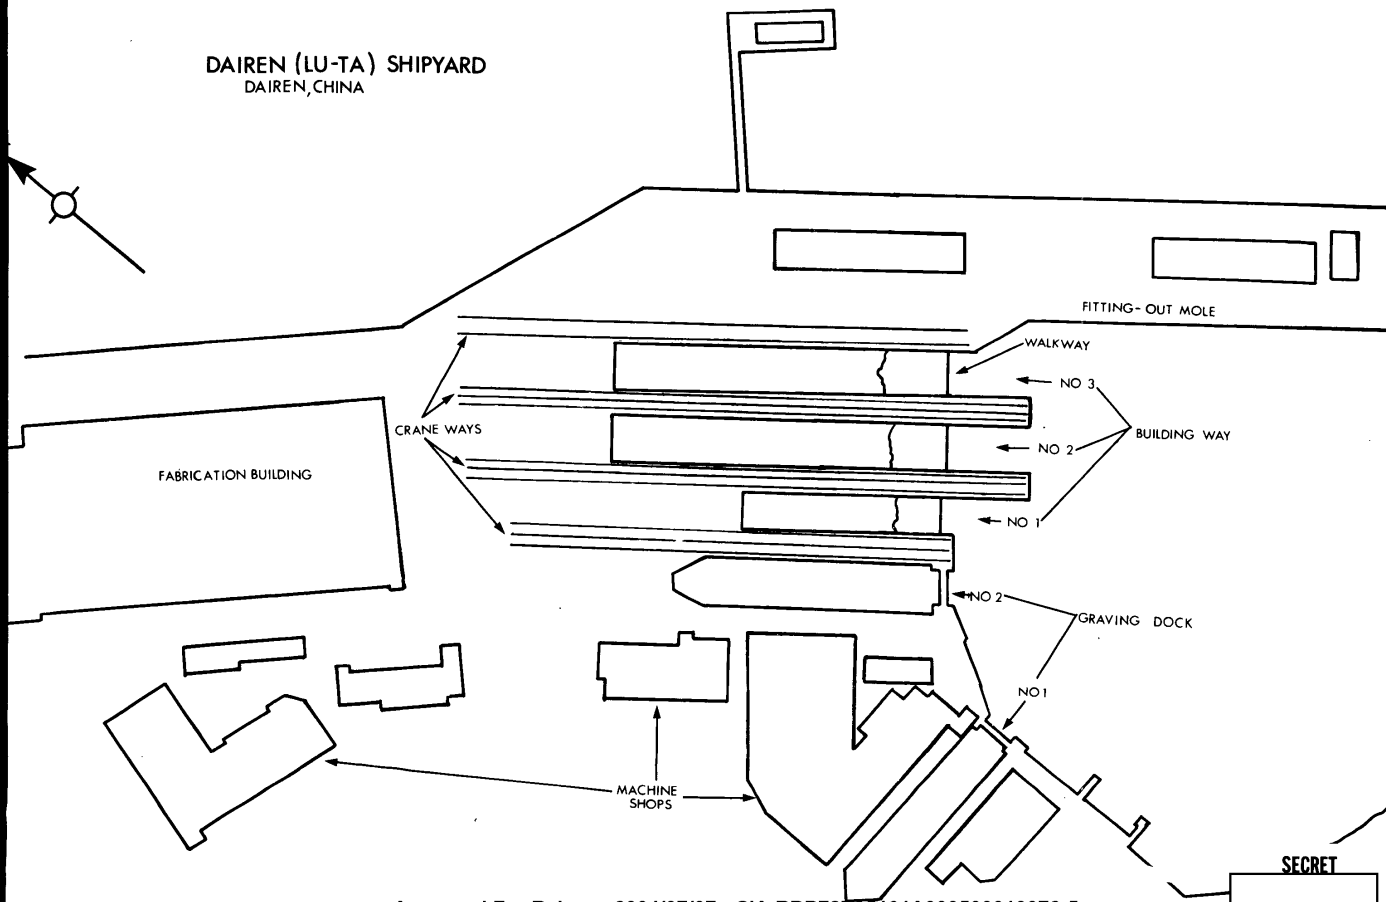 DAIREN (LU-TA) SHIPYARD
DAIREN, CHINA
FITTING-OUT MOLE
WALKWAY
NO 3
CRANE WAYS
BUILDING WAY
NO 2
FABRICATION BUILDING
NO 1
NO 2
GRAVING DOCK
NO 1
MACHINE
SHOPS
SECRET